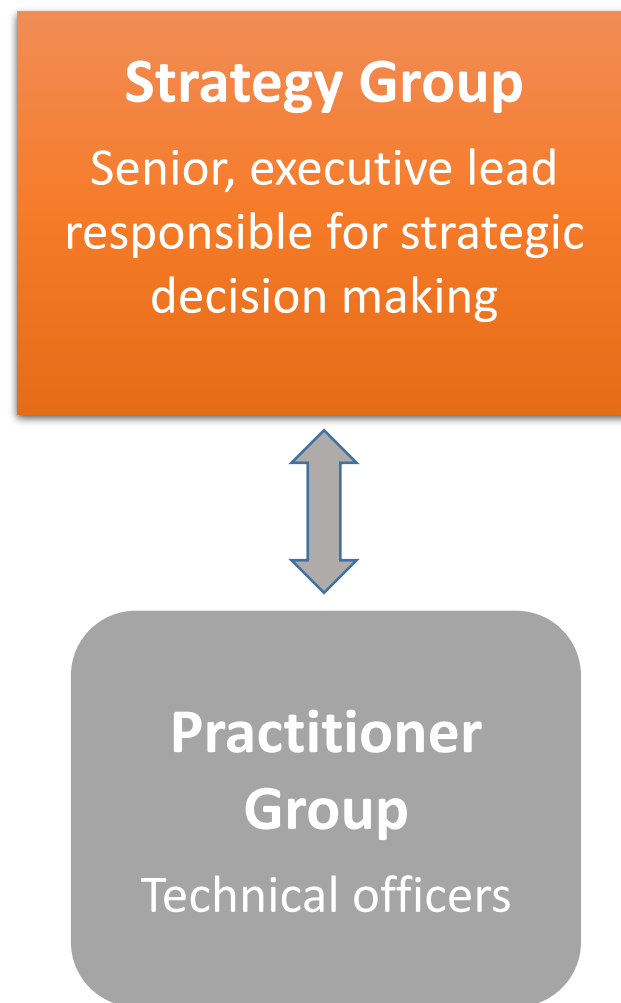 Strategy Group
Senior, executive lead
responsible for strategic
decision making
Practitioner
Group
Technical officers